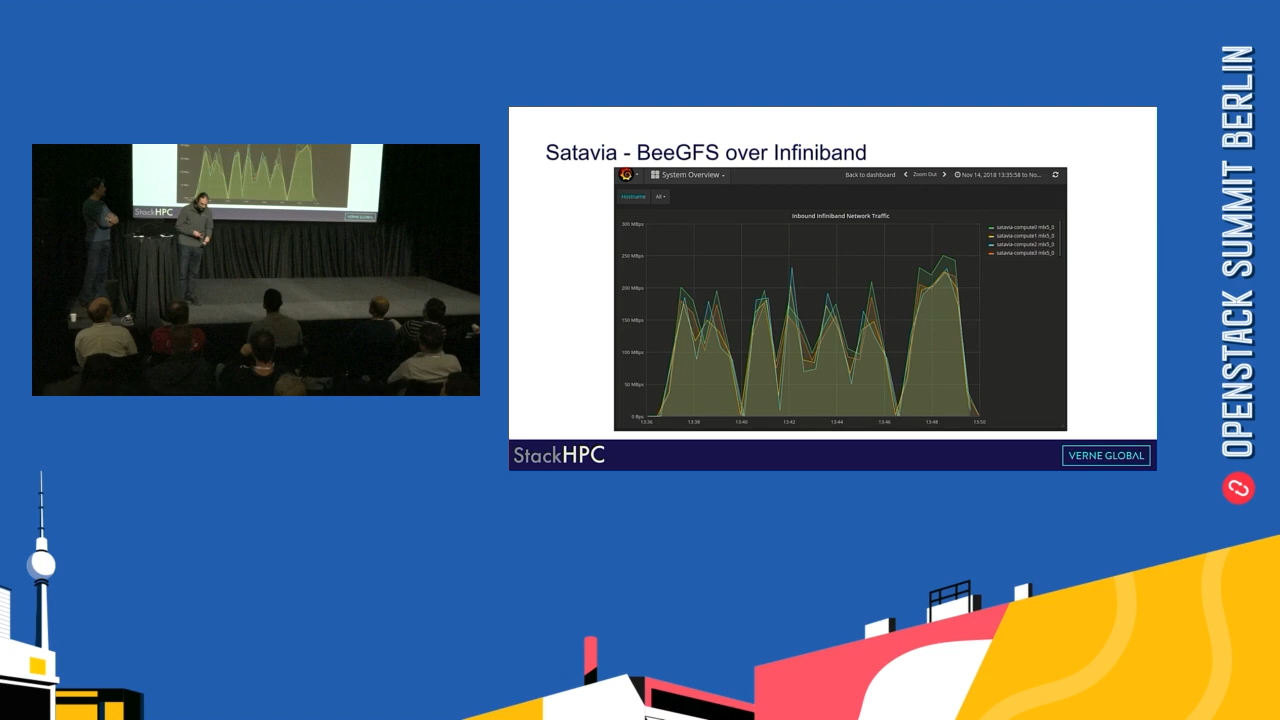 StackHPC
VERNE GLOBAL
Satavia - BeeGFS over Infiniband
System Overview
Back to dashboard
Zoom Out
Nov 14, 2018 13:35:58 to No...
Hostname
All
Inbound Infiniband Network Traffic
300 MBps
250 MBps
200 MBps
150 MBps
100 MBps
50 MBps
0 Bps
13:36 13:38 13:40 13:42 13:44 13:46 13:48 13:50
satavia-compute0 mlx5_0
satavia-compute1 mlx5_0
satavia-compute2 mlx5_0
satavia-compute3 mlx5_0
StackHPC
VERNE GLOBAL
OPENSTACK SUMMIT BERLIN